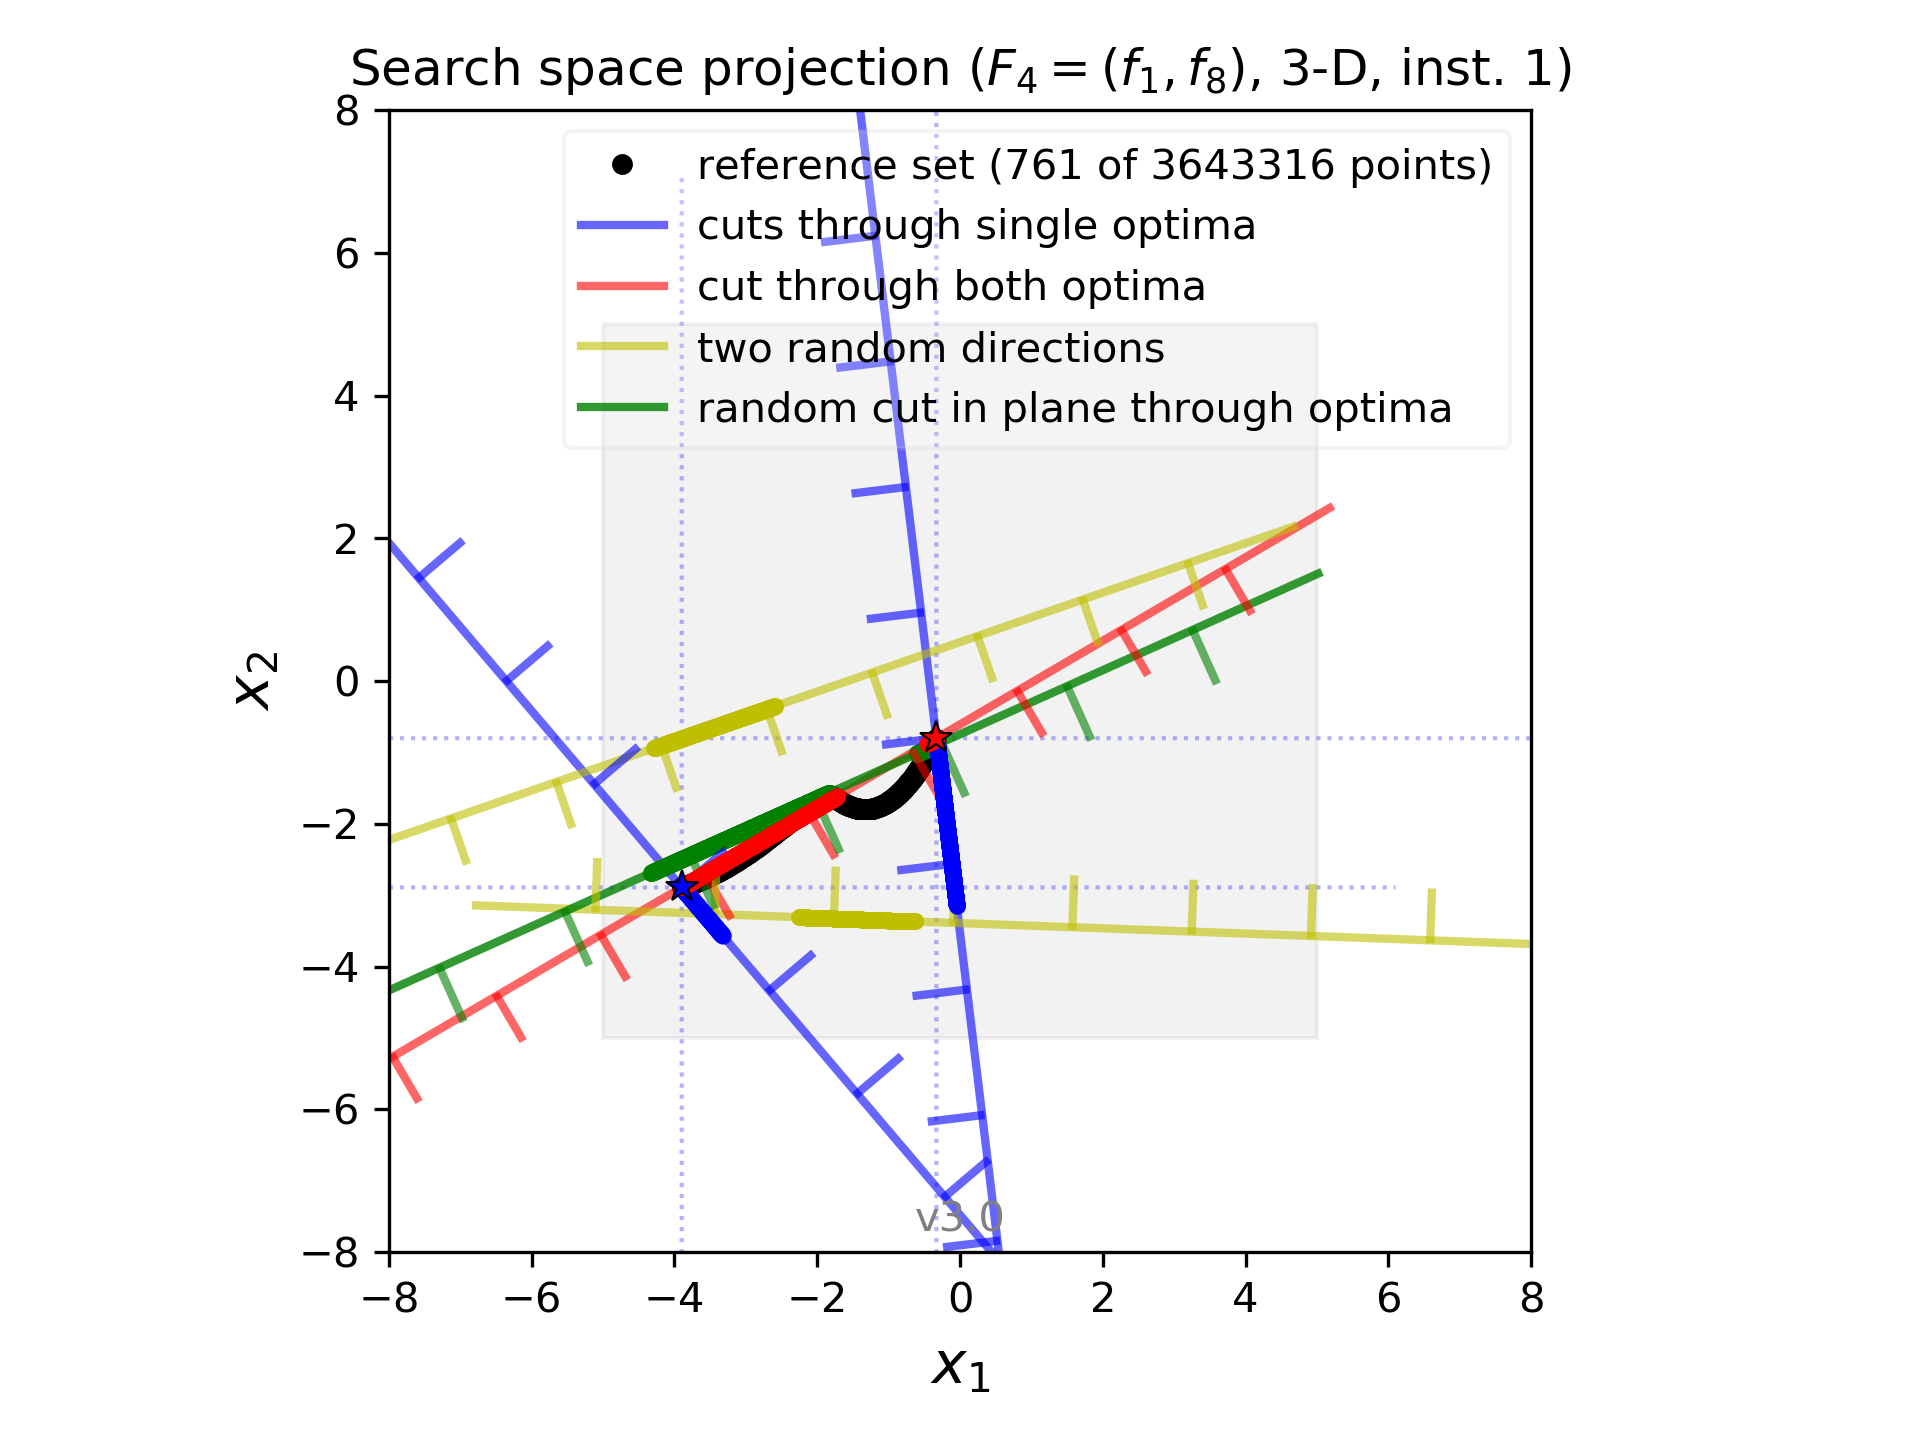 Search space projection (F₄ = (f₁, f₈), 3-D, inst. 1)
reference set (761 of 3643316 points)
cuts through single optima
cut through both optima
two random directions
random cut in plane through optima
8
6
4
2
0
−2
−4
−6
−8
x₂
v3.0
−8 −6 −4 −2 0 2 4 6 8
x₁